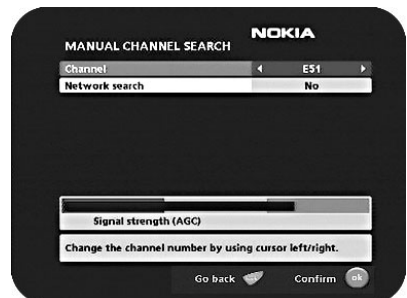 NOKIA
MANUAL CHANNEL SEARCH
Channel E51
Network search No
Signal strength (AGC)
Change the channel number by using cursor left/right.
Go back Confirm ok